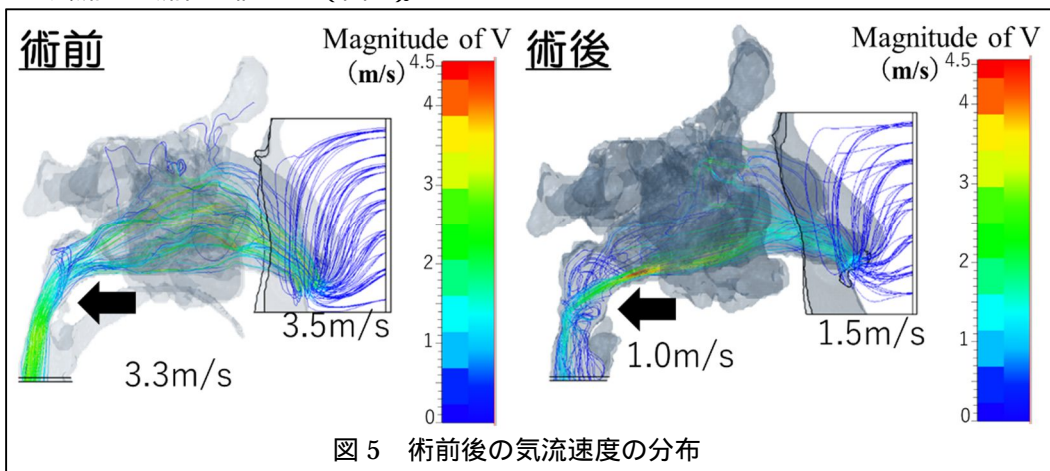 術前
Magnitude of V
（m/s）
4.5
4
3
2
1
0
3.5m/s
3.3m/s
術後
Magnitude of V
（m/s）
4.5
4
3
2
1
0
1.5m/s
1.0m/s
図 5　術前後の気流速度の分布